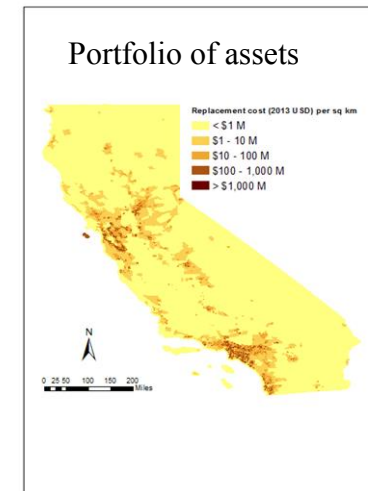 Portfolio of assets
Replacement cost (2013 USD) per sq km
< $1 M
$1 - 10 M
$10 - 100 M
$100 - 1,000 M
> $1,000 M
N
0 25 50 100 150 200
Miles